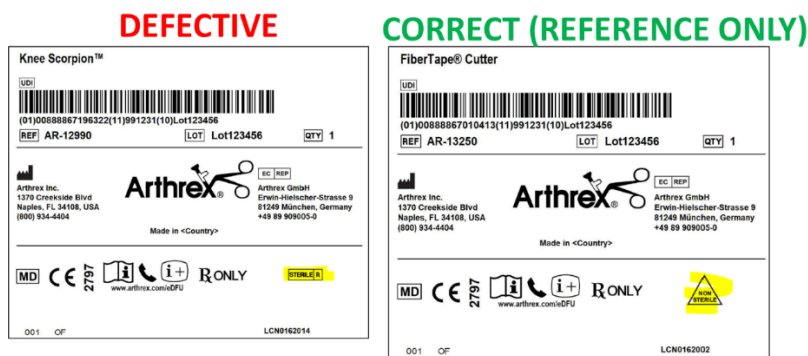 DEFECTIVE
Knee Scorpion™
UDI
(01)00888867196322(11)991231(10)Lot123456
REF AR-12990 LOT Lot123456 QTY 1
Arthrex Inc.
1370 Creekside Blvd
Naples, FL 34108, USA
(800) 934-4404
Arthrex®
EC REP
Arthrex GmbH
Erwin-Hielscher-Strasse 9
81249 München, Germany
+49 89 909005-0
Made in <Country>
MD CE 2797 i i+ Rx ONLY STERILE R
www.arthrex.com/eDFU
001 OF LCN0162014
CORRECT (REFERENCE ONLY)
FiberTape® Cutter
UDI
(01)00888867010413(11)991231(10)Lot123456
REF AR-13250 LOT Lot123456 QTY 1
Arthrex Inc.
1370 Creekside Blvd
Naples, FL 34108, USA
(800) 934-4404
Arthrex®
EC REP
Arthrex GmbH
Erwin-Hielscher-Strasse 9
81249 München, Germany
+49 89 909005-0
Made in <Country>
MD CE 2797 i i+ Rx ONLY
NON
STERILE
www.arthrex.com/eDFU
001 OF LCN0162002